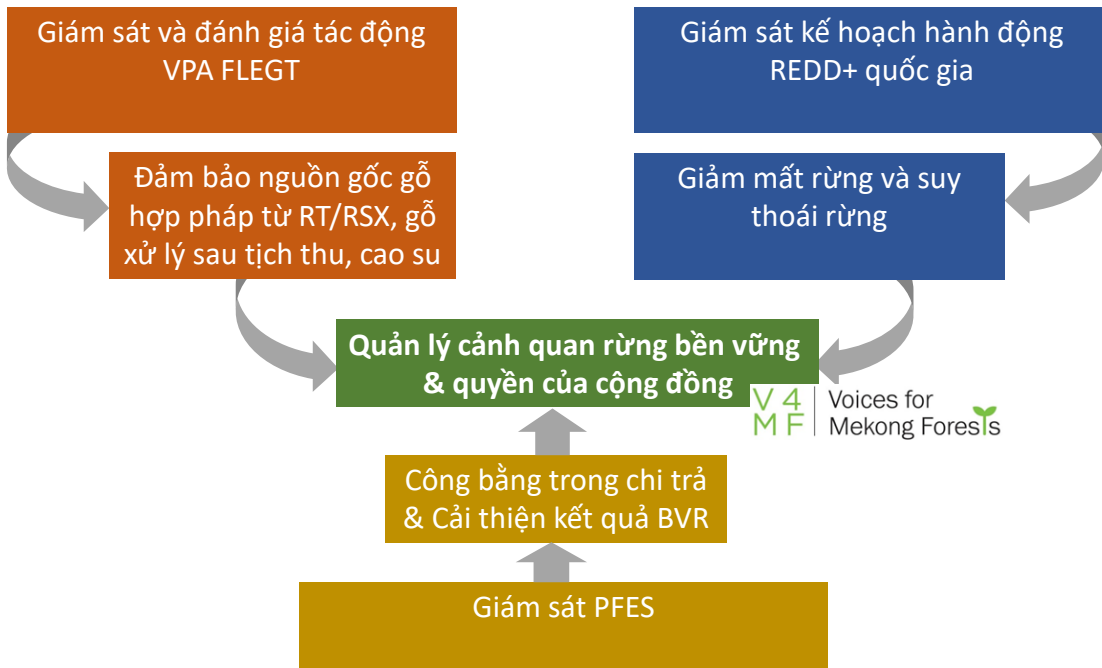 Giám sát và đánh giá tác động
VPA FLEGT
Giám sát kế hoạch hành động
REDD+ quốc gia
Đảm bảo nguồn gốc gỗ
hợp pháp từ RT/RSX, gỗ
xử lý sau tịch thu, cao su
Giảm mất rừng và suy
thoái rừng
Quản lý cảnh quan rừng bền vững
& quyền của cộng đồng
V4
MF
Voices for
Mekong Forests
Công bằng trong chi trả
& Cải thiện kết quả BVR
Giám sát PFES